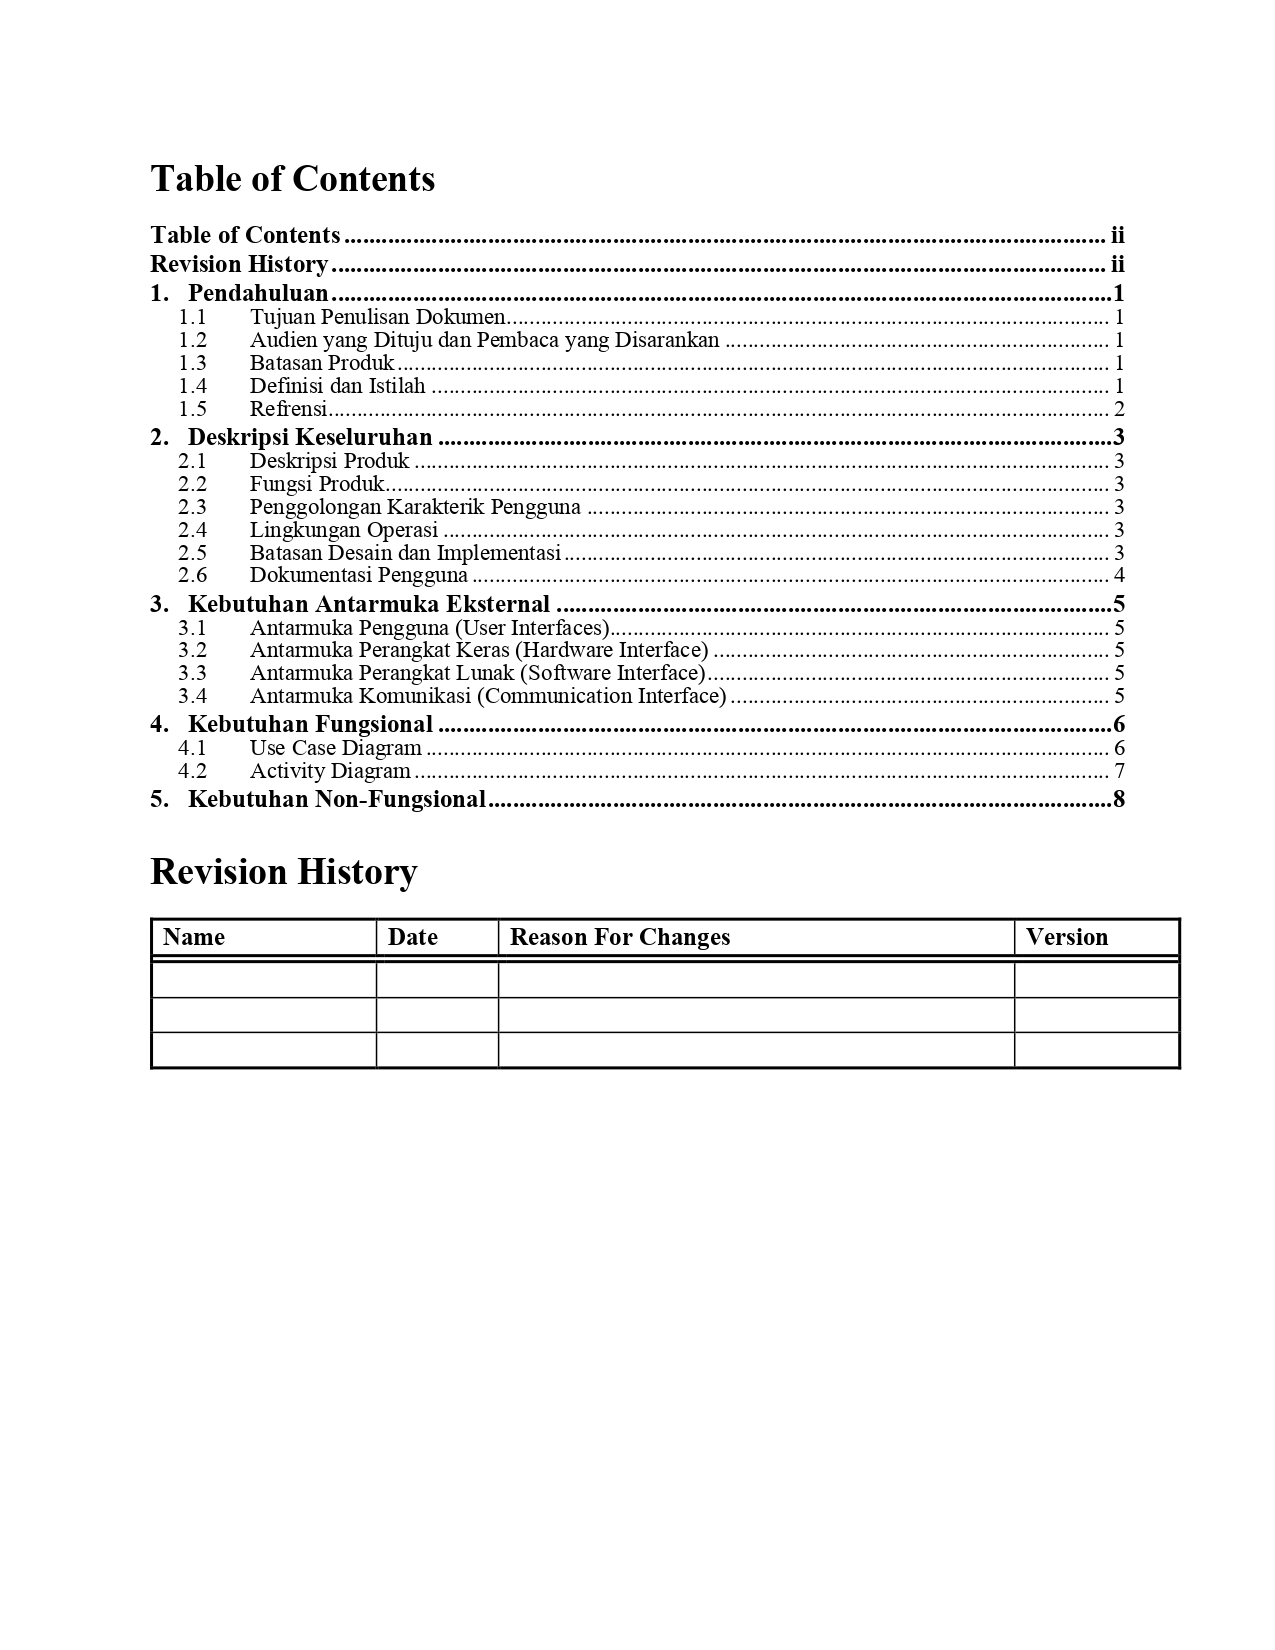 Table of Contents
Table of Contents ........................................................................................................................ ii
Revision History ........................................................................................................................ ii
1. Pendahuluan ........................................................................................................................ 1
1.1 Tujuan Penulisan Dokumen ........................................................................................................ 1
1.2 Audien yang Dituju dan Pembaca yang Disarankan .................................................................. 1
1.3 Batasan Produk ........................................................................................................................ 1
1.4 Definisi dan Istilah .................................................................................................................... 1
1.5 Refrensi ........................................................................................................................ 2
2. Deskripsi Keseluruhan ............................................................................................................ 3
2.1 Deskripsi Produk ...................................................................................................................... 3
2.2 Fungsi Produk ........................................................................................................................ 3
2.3 Penggolongan Karakterik Pengguna .......................................................................................... 3
2.4 Lingkungan Operasi .................................................................................................................. 3
2.5 Batasan Desain dan Implementasi .............................................................................................. 3
2.6 Dokumentasi Pengguna ............................................................................................................. 4
3. Kebutuhan Antarmuka Eksternal ............................................................................................ 5
3.1 Antarmuka Pengguna (User Interfaces) ...................................................................................... 5
3.2 Antarmuka Perangkat Keras (Hardware Interface) .................................................................... 5
3.3 Antarmuka Perangkat Lunak (Software Interface) ..................................................................... 5
3.4 Antarmuka Komunikasi (Communication Interface) ................................................................. 5
4. Kebutuhan Fungsional ............................................................................................................ 6
4.1 Use Case Diagram .................................................................................................................... 6
4.2 Activity Diagram ...................................................................................................................... 7
5. Kebutuhan Non-Fungsional .................................................................................................... 8
Revision History
Name Date Reason For Changes Version